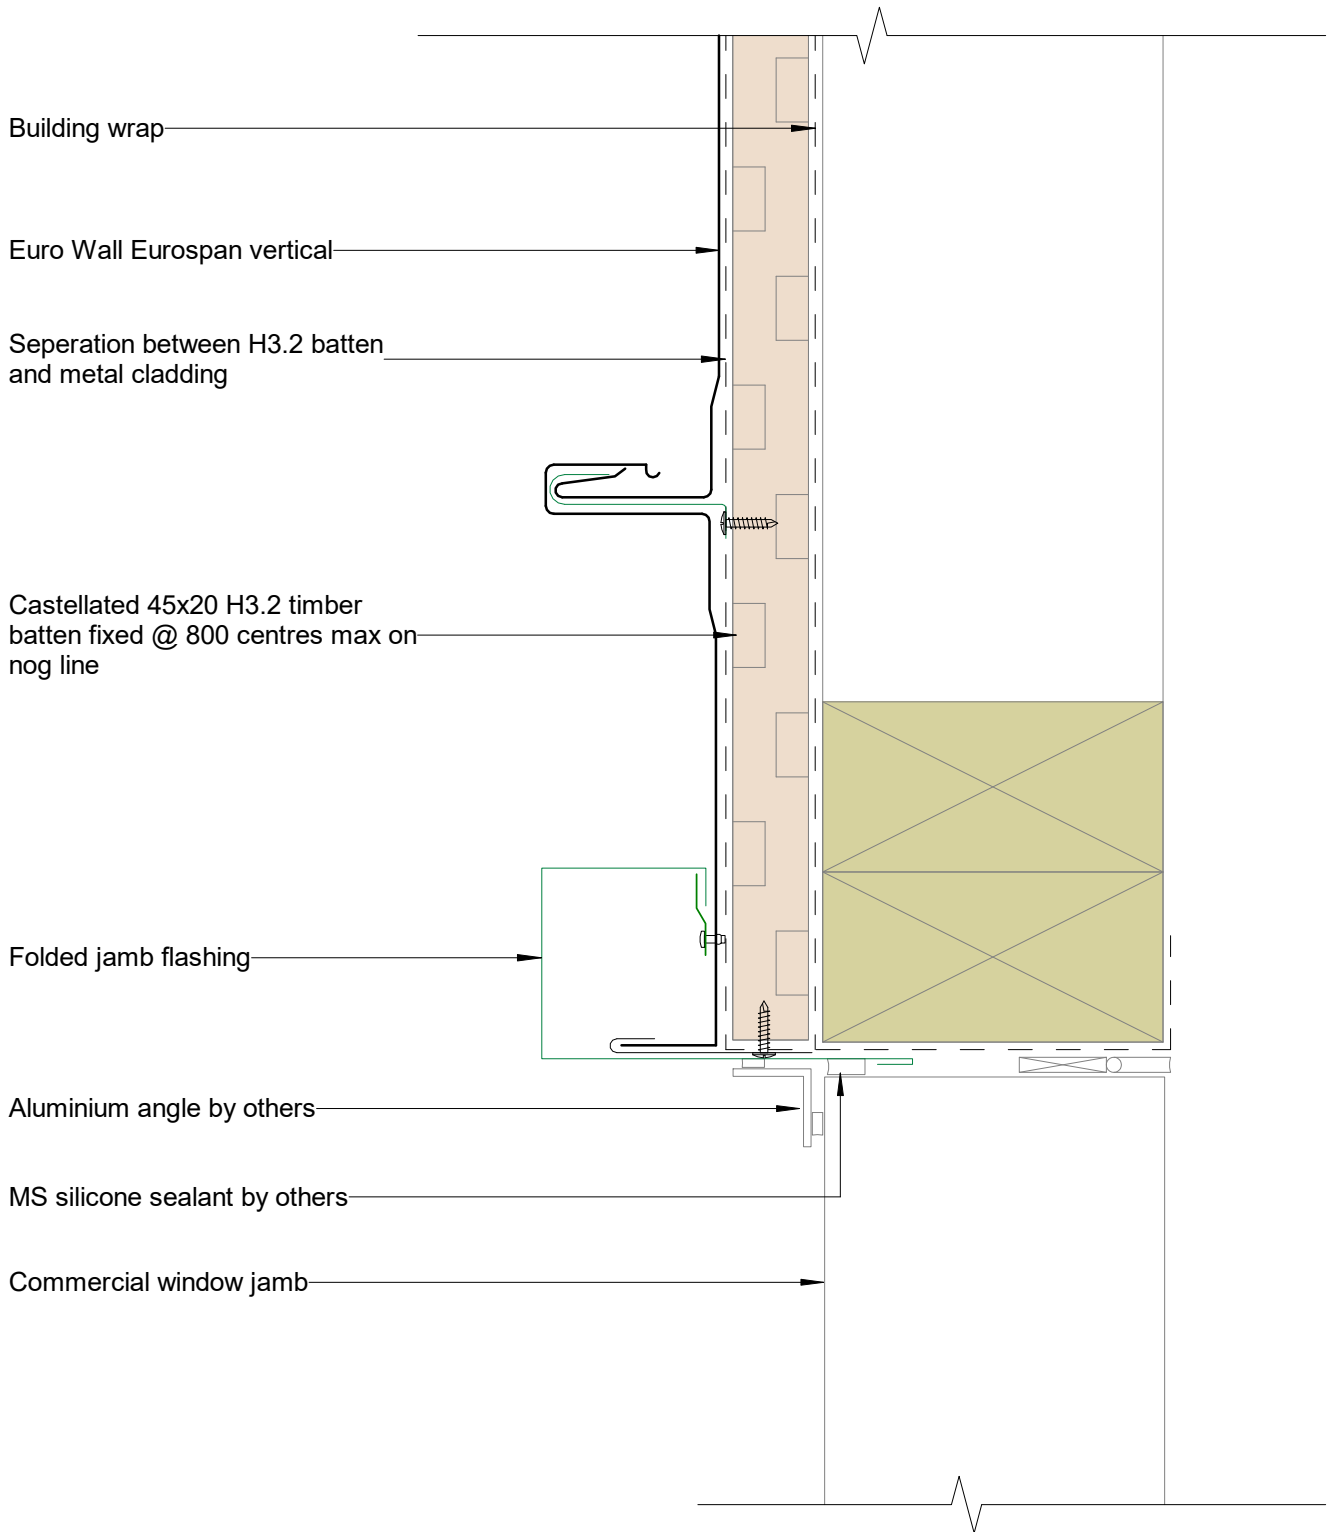 Building wrap
Euro Wall Eurospan vertical
Seperation between H3.2 batten
and metal cladding
Castellated 45x20 H3.2 timber
batten fixed @ 800 centres max on
nog line
Folded jamb flashing
Aluminium angle by others
MS silicone sealant by others
Commercial window jamb